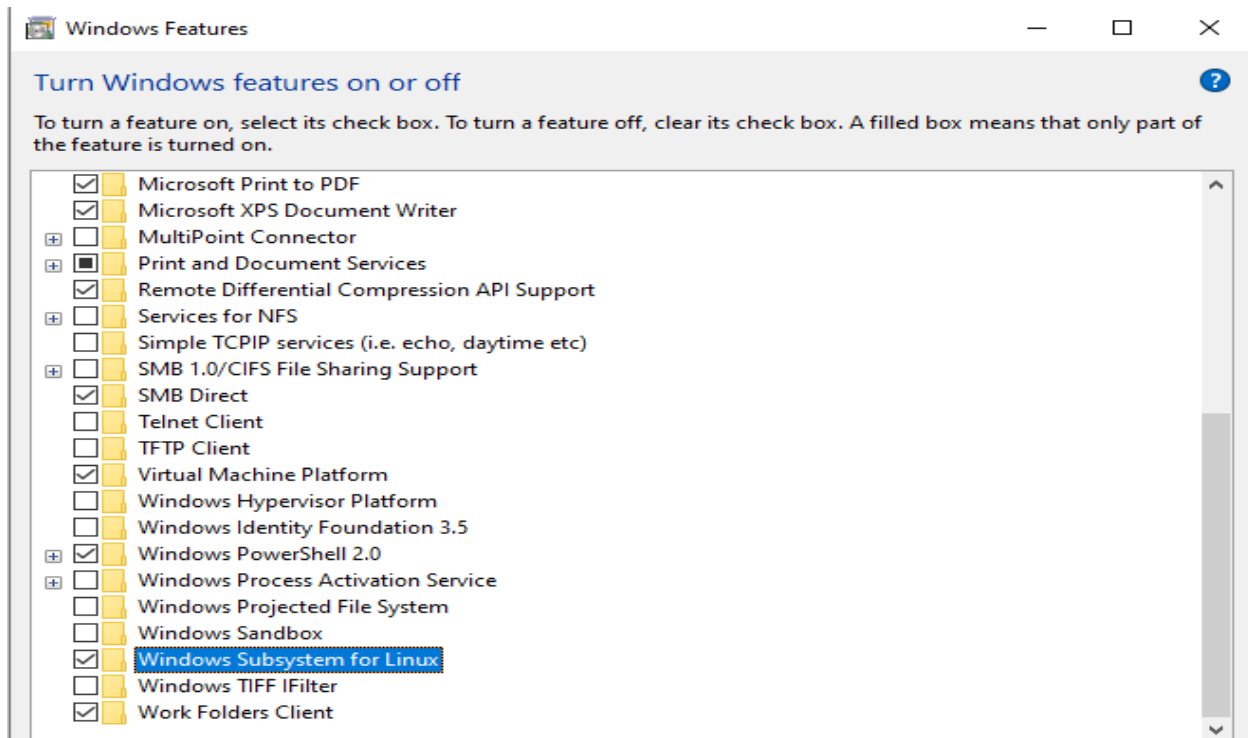 Windows Features
Turn Windows features on or off
To turn a feature on, select its check box. To turn a feature off, clear its check box. A filled box means that only part of
the feature is turned on.
Microsoft Print to PDF
Microsoft XPS Document Writer
MultiPoint Connector
Print and Document Services
Remote Differential Compression API Support
Services for NFS
Simple TCPIP services (i.e. echo, daytime etc)
SMB 1.0/CIFS File Sharing Support
SMB Direct
Telnet Client
TFTP Client
Virtual Machine Platform
Windows Hypervisor Platform
Windows Identity Foundation 3.5
Windows PowerShell 2.0
Windows Process Activation Service
Windows Projected File System
Windows Sandbox
Windows Subsystem for Linux
Windows TIFF IFilter
Work Folders Client